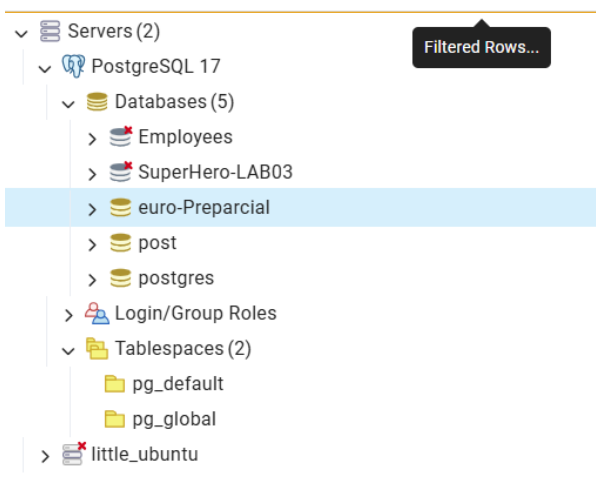 Servers (2)
Filtered Rows...
PostgreSQL 17
Databases (5)
Employees
SuperHero-LAB03
euro-Preparcial
post
postgres
Login/Group Roles
Tablespaces (2)
pg_default
pg_global
little_ubuntu